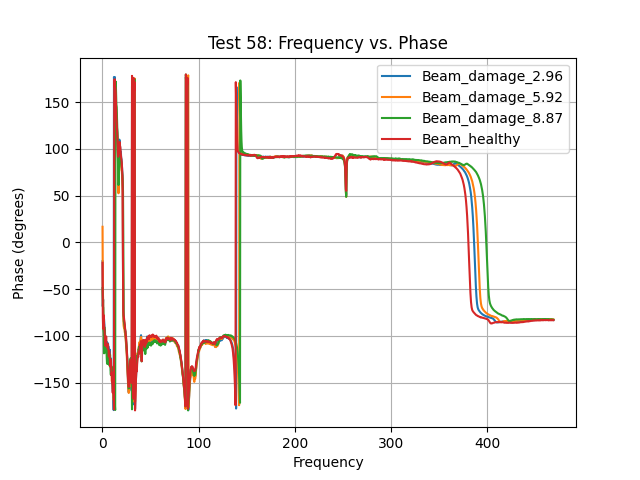 Test 58: Frequency vs. Phase
Beam_damage_2.96
Beam_damage_5.92
Beam_damage_8.87
Beam_healthy
150
100
50
0
−50
−100
−150
Phase (degrees)
0 100 200 300 400
Frequency